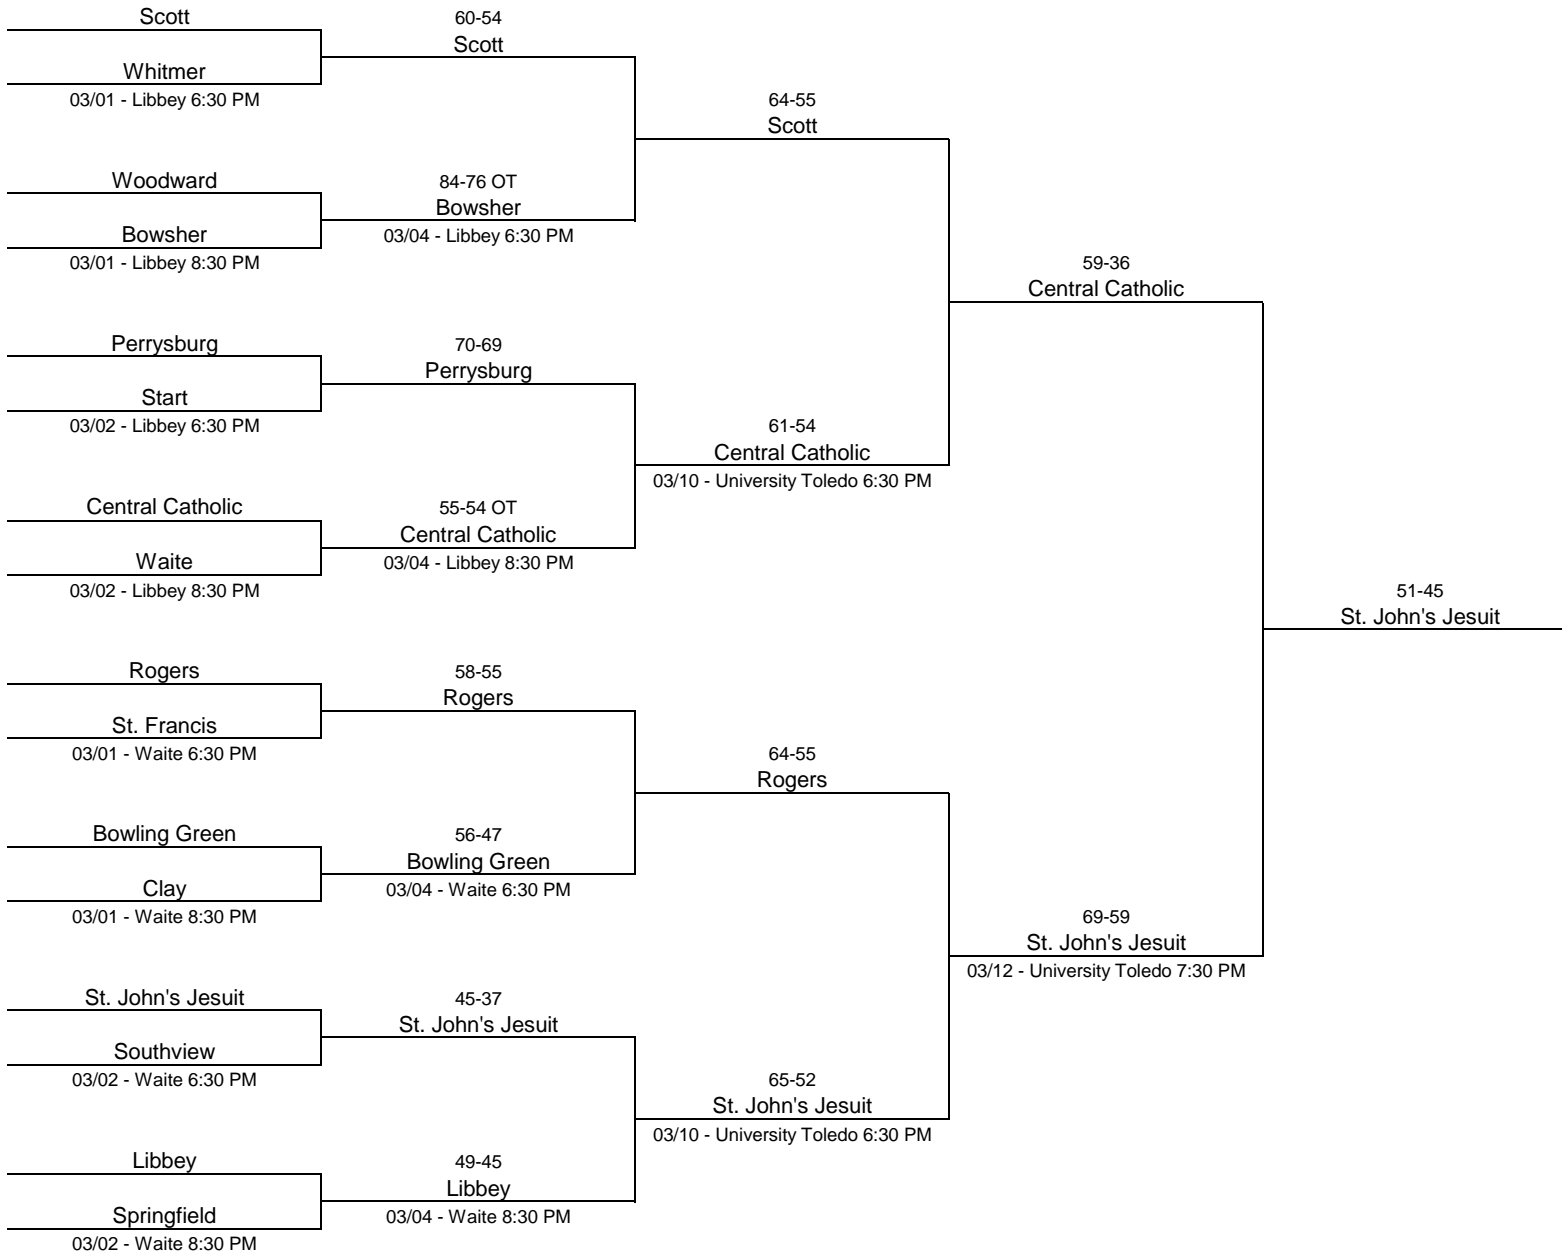 Scott
Whitmer
03/01 - Libbey 6:30 PM
Woodward
Bowsher
03/01 - Libbey 8:30 PM
Perrysburg
Start
03/02 - Libbey 6:30 PM
Central Catholic
Waite
03/02 - Libbey 8:30 PM
Rogers
St. Francis
03/01 - Waite 6:30 PM
Bowling Green
Clay
03/01 - Waite 8:30 PM
St. John's Jesuit
Southview
03/02 - Waite 6:30 PM
Libbey
Springfield
03/02 - Waite 8:30 PM
60-54
Scott
84-76 OT
Bowsher
03/04 - Libbey 6:30 PM
70-69
Perrysburg
55-54 OT
Central Catholic
03/04 - Libbey 8:30 PM
58-55
Rogers
56-47
Bowling Green
03/04 - Waite 6:30 PM
45-37
St. John's Jesuit
49-45
Libbey
03/04 - Waite 8:30 PM
64-55
Scott
61-54
Central Catholic
03/10 - University Toledo 6:30 PM
64-55
Rogers
65-52
St. John's Jesuit
03/10 - University Toledo 6:30 PM
59-36
Central Catholic
69-59
St. John's Jesuit
03/12 - University Toledo 7:30 PM
51-45
St. John's Jesuit